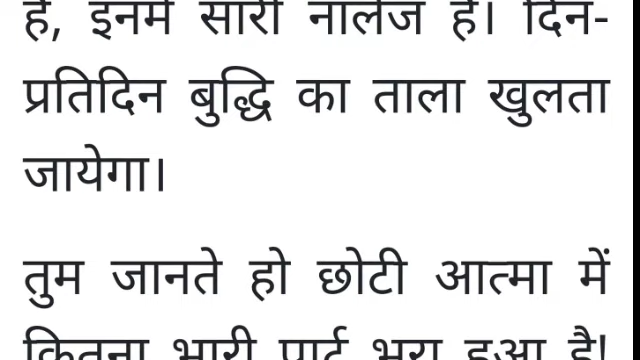 है, इनमें सारी नॉलेज है। दिन-
प्रतिदिन बुद्धि का ताला खुलता
जायेगा।
तुम जानते हो छोटी आत्मा में
कितना भारी पार्ट भरा हुआ है!